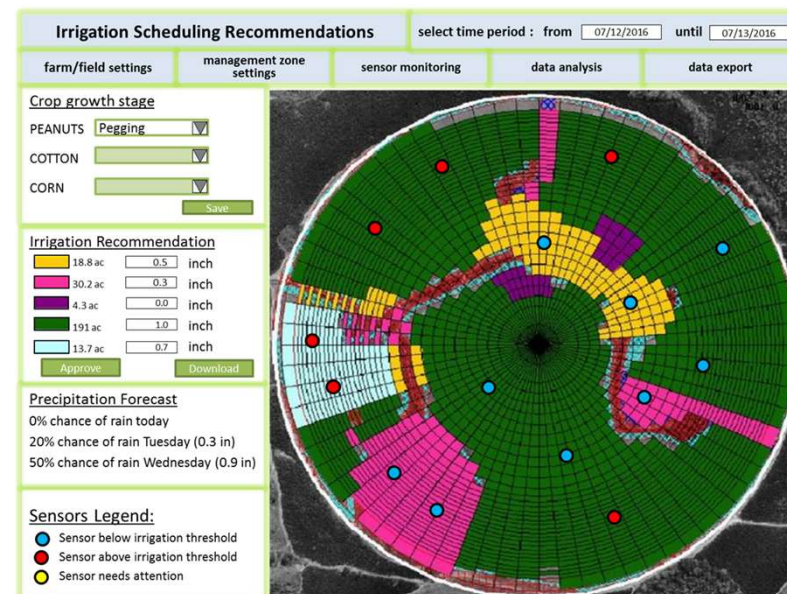 Irrigation Scheduling Recommendations
select time period : from 07/12/2016 until 07/13/2016
farm/field settings
management zone
settings
sensor monitoring
data analysis
data export
Crop growth stage
PEANUTS Pegging
COTTON
CORN
Save
Irrigation Recommendation
18.8 ac 0.5 inch
30.2 ac 0.3 inch
4.3 ac 0.0 inch
191 ac 1.0 inch
13.7 ac 0.7 inch
Approve Download
Precipitation Forecast
0% chance of rain today
20% chance of rain Tuesday (0.3 in)
50% chance of rain Wednesday (0.9 in)
Sensors Legend:
Sensor below irrigation threshold
Sensor above irrigation threshold
Sensor needs attention